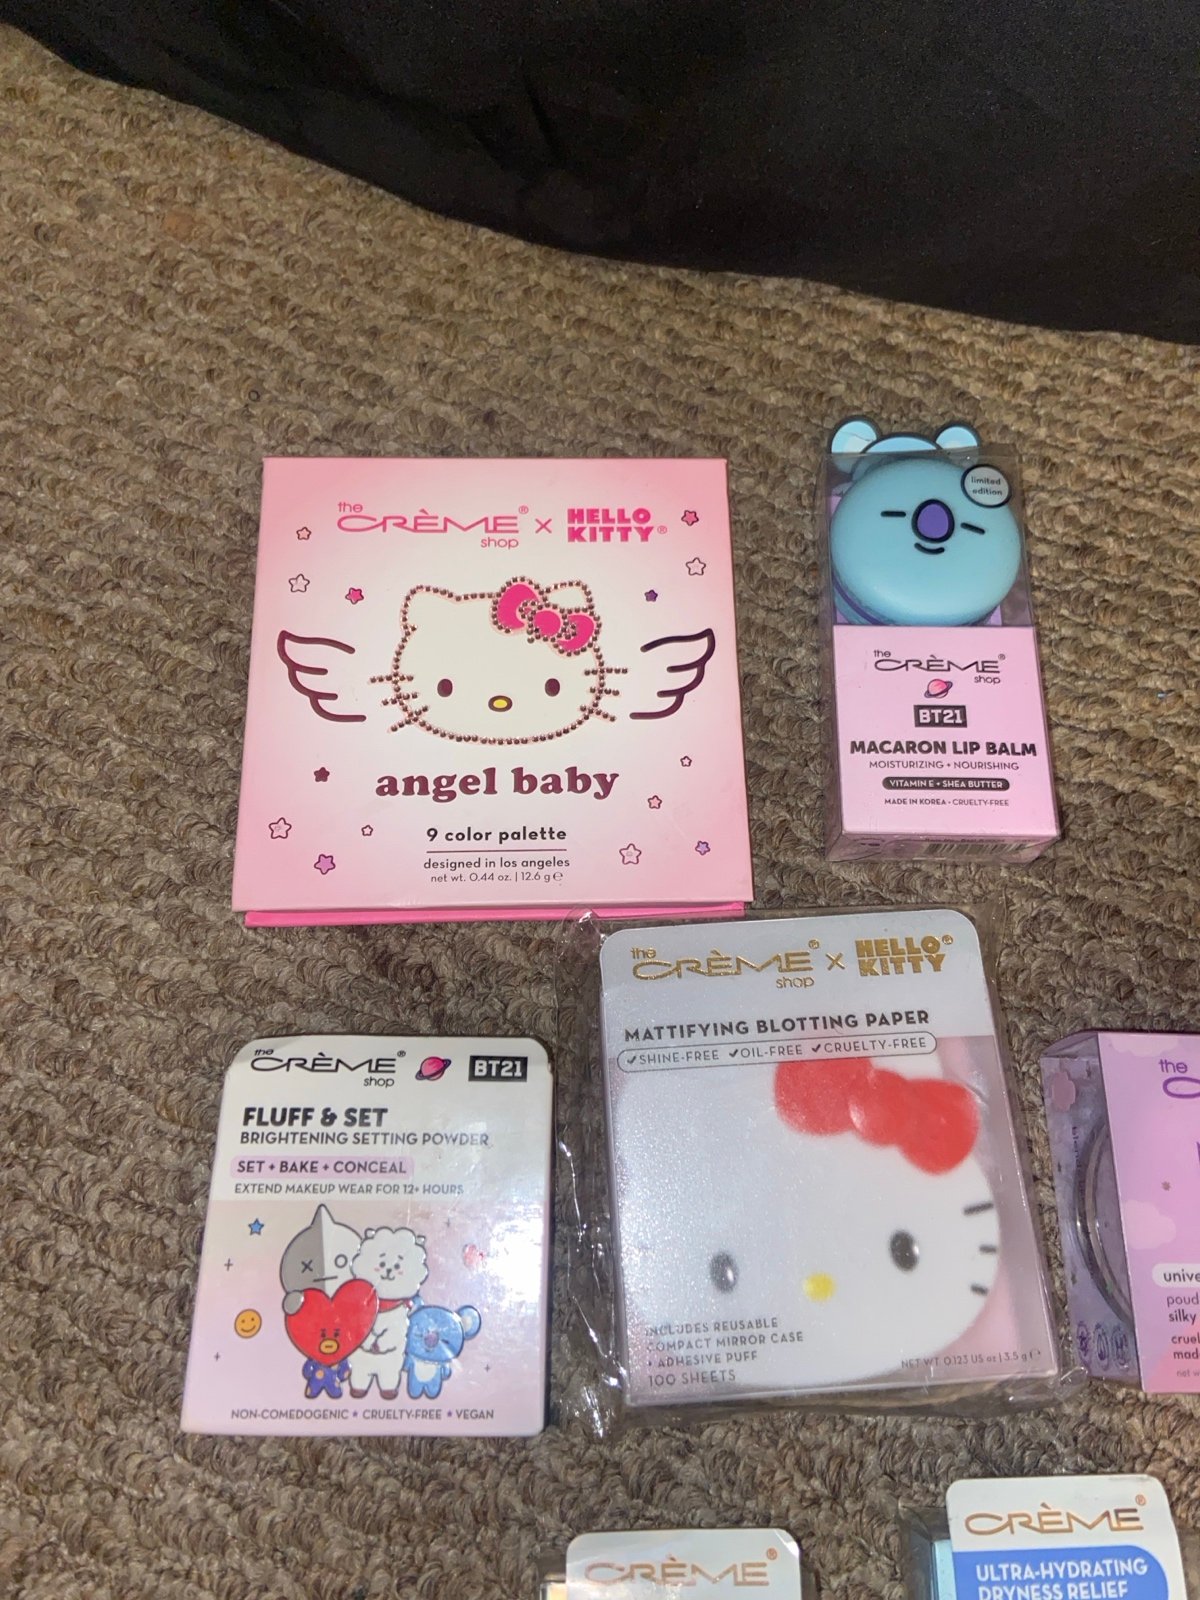 the
CRÈME®
shop
x
HELLO
KITTY®
angel baby
9 color palette
designed in los angeles
net wt. 0.44 oz. | 12.6 g ℮
limited
edition
the
CRÈME®
shop
BT21
MACARON LIP BALM
MOISTURIZING + NOURISHING
VITAMIN E + SHEA BUTTER
MADE IN KOREA • CRUELTY-FREE
the
CRÈME®
shop
BT21
FLUFF & SET
BRIGHTENING SETTING POWDER
SET + BAKE + CONCEAL
EXTEND MAKEUP WEAR FOR 12+ HOURS
NON-COMEDOGENIC ★ CRUELTY-FREE ★ VEGAN
the
CRÈME®
shop
x
HELLO®
KITTY
MATTIFYING BLOTTING PAPER
✓SHINE-FREE ✓OIL-FREE ✓CRUELTY-FREE
INCLUDES REUSABLE
COMPACT MIRROR CASE
+ ADHESIVE PUFF
100 SHEETS
NET WT 0.123 US oz | 3.5 g ℮
the
silky
CRÈME®
CRÈME®
ULTRA-HYDRATING
DRYNESS RELIEF